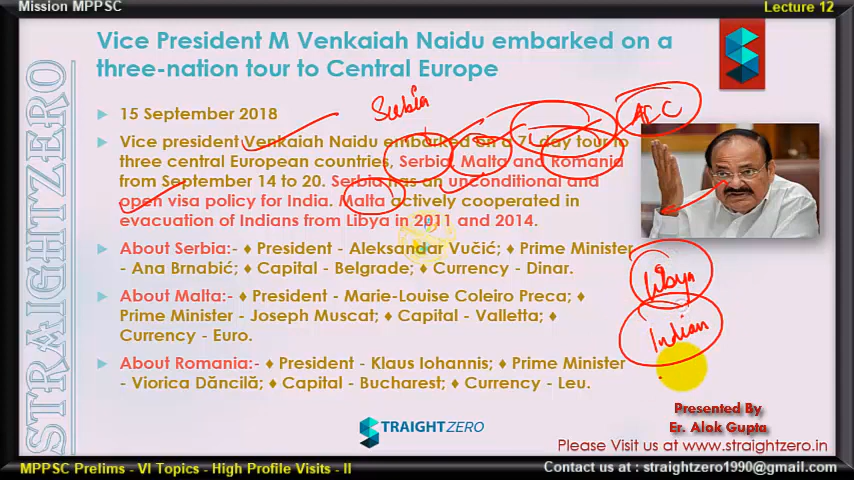 Mission MPPSC
Lecture 12
Vice President M Venkaiah Naidu embarked on a
three-nation tour to Central Europe
15 September 2018
Serbia
Vice president Venkaiah Naidu embarked on a 7- day tour to
three central European countries, Serbia, Malta and Romania
from September 14 to 20. Serbia has an unconditional and
open visa policy for India. Malta actively cooperated in
evacuation of Indians from Libya in 2011 and 2014.
About Serbia:- ♦ President - Aleksandar Vučić; ♦ Prime Minister
- Ana Brnabić; ♦ Capital - Belgrade; ♦ Currency - Dinar.
Libya
Indian
About Malta:- ♦ President - Marie-Louise Coleiro Preca; ♦
Prime Minister - Joseph Muscat; ♦ Capital - Valletta; ♦
Currency - Euro.
About Romania:- ♦ President - Klaus Iohannis; ♦ Prime Minister
- Viorica Dăncilă; ♦ Capital - Bucharest; ♦ Currency - Leu.
STRAIGHTZERO
STRAIGHTZERO
Presented By
Er. Alok Gupta
Please Visit us at www.straightzero.in
MPPSC Prelims - VI Topics - High Profile Visits - II
Contact us at : straightzero1990@gmail.com